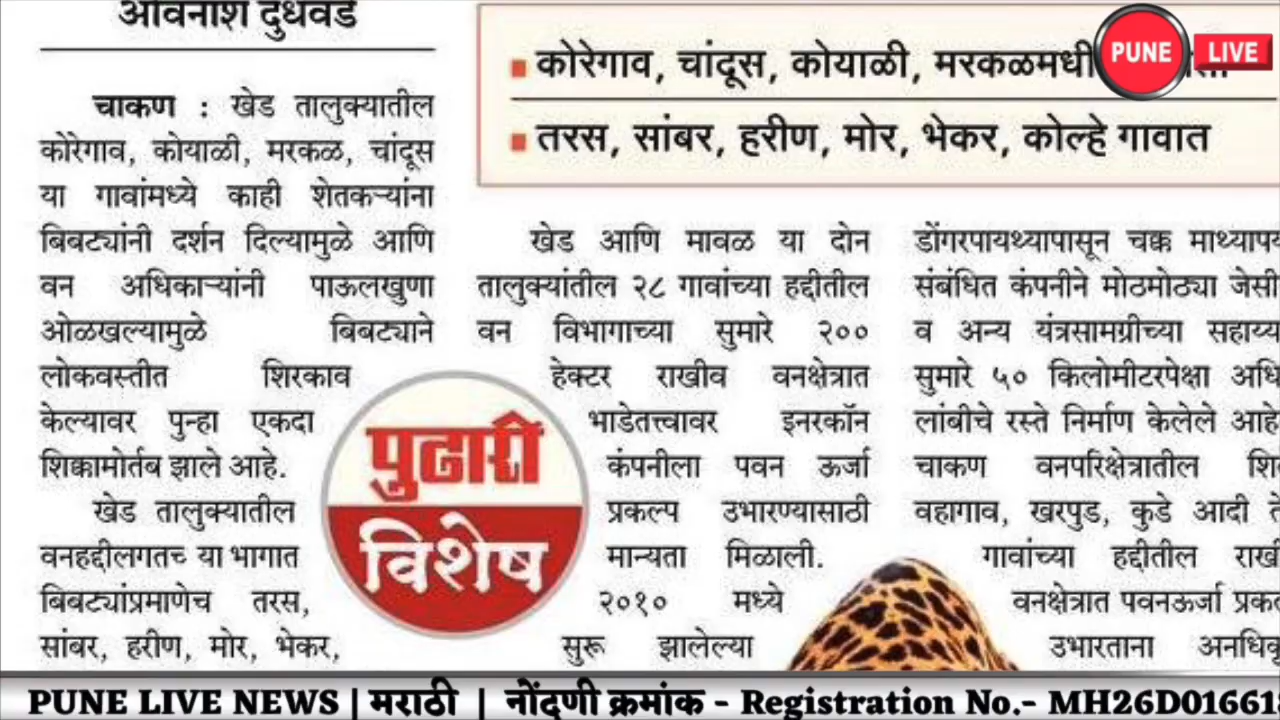 अविनाश दुधवडे
चाकण : खेड तालुक्यातील
कोरेगाव, कोयाळी, मरकळ, चांदूस
या गावांमध्ये काही शेतकऱ्यांना
बिबट्यांनी दर्शन दिल्यामुळे आणि
वन अधिकाऱ्यांनी पाऊलखुणा
ओळखल्यामुळे बिबट्याने
लोकवस्तीत शिरकाव
केल्यावर पुन्हा एकदा
शिक्कामोर्तब झाले आहे.
खेड तालुक्यातील
वनहद्दीलगतच्च या भागात
बिबट्यांप्रमाणेच तरस,
सांबर, हरीण, मोर, भेकर,
पुढारी
विशेष
कोरेगाव, चांदूस, कोयाळी, मरकळमधी
तरस, सांबर, हरीण, मोर, भेकर, कोल्हे गावात
खेड आणि मावळ या दोन
तालुक्यांतील २८ गावांच्या हद्दीतील
वन विभागाच्या सुमारे २००
हेक्टर राखीव वनक्षेत्रात
भाडेतत्त्वावर इनरकॉन
कंपनीला पवन ऊर्जा
प्रकल्प उभारण्यासाठी
मान्यता मिळाली.
२०१० मध्ये
सुरू झालेल्या
डोंगरपायथ्यापासून चक्क माथ्याप
संबंधित कंपनीने मोठमोठ्या जेसी
व अन्य यंत्रसामग्रीच्या सहाय्य
सुमारे ५० किलोमीटरपेक्षा अधि
लांबीचे रस्ते निर्माण केलेले आहे
चाकण वनपरिक्षेत्रातील शि
वहागाव, खरपुड, कुडे आदी
गावांच्या हद्दीतील राखी
वनक्षेत्रात पवनऊर्जा प्रक
उभारताना अनधि
PUNE LIVE
PUNE LIVE NEWS | मराठी | नोंदणी क्रमांक - Registration No.- MH26D016618